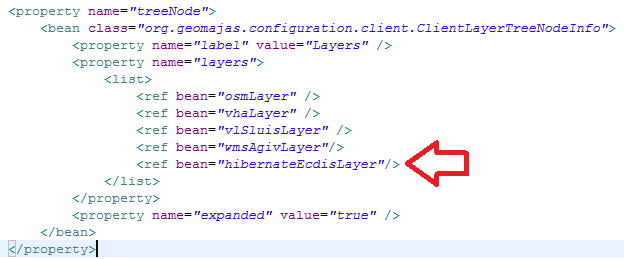 <property name="treeNode">
<bean class="org.geomajas.configuration.client.ClientLayerTreeNodeInfo">
<property name="label" value="Layers" />
<property name="layers">
<list>
<ref bean="osmLayer" />
<ref bean="vhaLayer" />
<ref bean="vlSluisLayer" />
<ref bean="wmsAgivLayer"/>
<ref bean="hibernateEcdisLayer"/>
</list>
</property>
<property name="expanded" value="true" />
</bean>
</property>